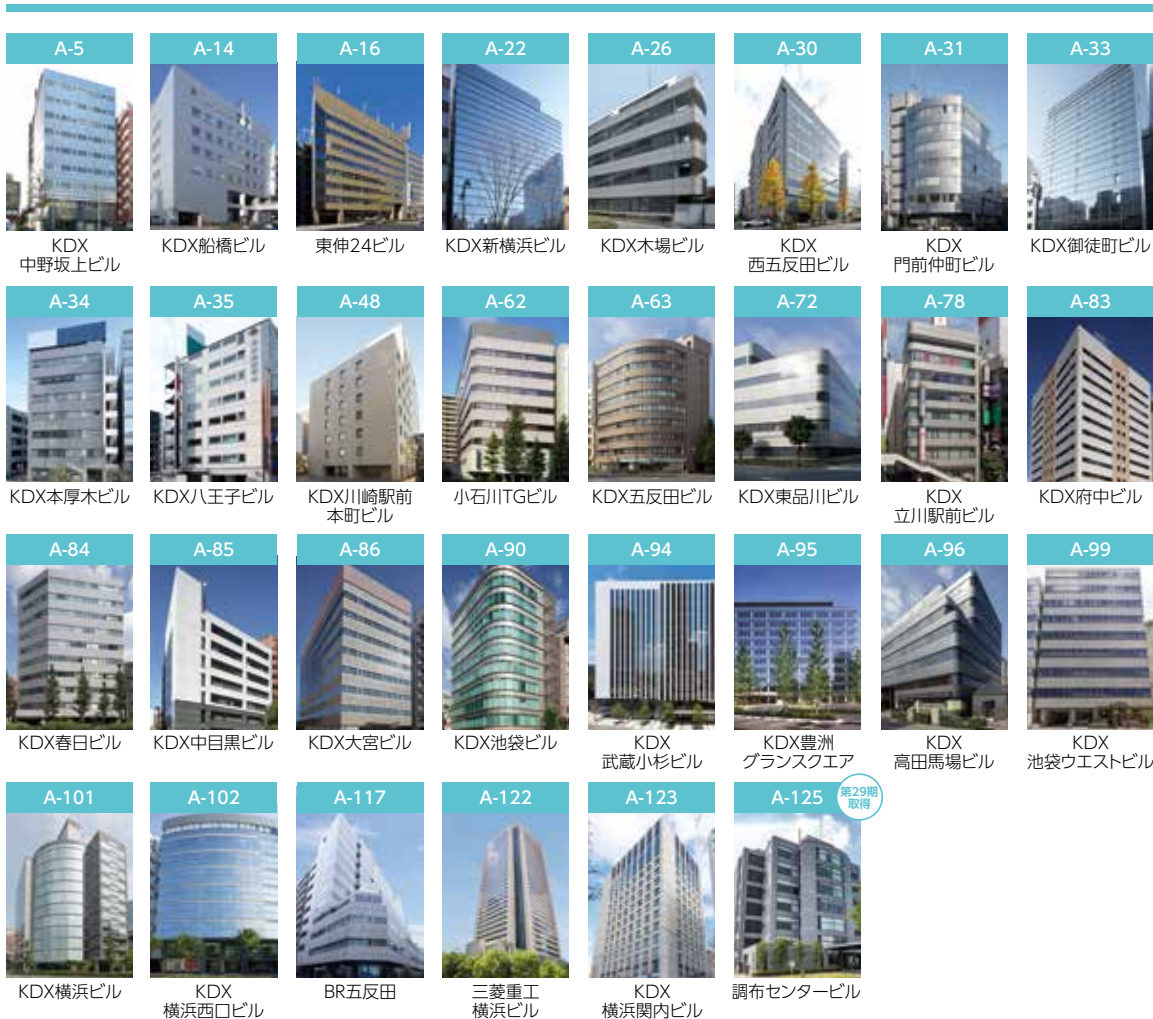 A-5
A-14
A-16
A-22
A-26
A-30
A-31
A-33
KDX
中野坂上ビル
KDX船橋ビル
東伸24ビル
KDX新横浜ビル
KDX木場ビル
KDX
西五反田ビル
KDX
門前仲町ビル
KDX御徒町ビル
A-34
A-35
A-48
A-62
A-63
A-72
A-78
A-83
KDX本厚木ビル
KDX八王子ビル
KDX川崎駅前
本町ビル
小石川TGビル
KDX五反田ビル
KDX東品川ビル
KDX
立川駅前ビル
KDX府中ビル
A-84
A-85
A-86
A-90
A-94
A-95
A-96
A-99
KDX春日ビル
KDX中目黒ビル
KDX大宮ビル
KDX池袋ビル
KDX
武蔵小杉ビル
KDX豊洲
グランスクエア
KDX
高田馬場ビル
KDX
池袋ウエストビル
A-101
A-102
A-117
A-122
A-123
A-125
第29期
取得
KDX横浜ビル
KDX
横浜西口ビル
BR五反田
三菱重工
横浜ビル
KDX
横浜関内ビル
調布センタービル